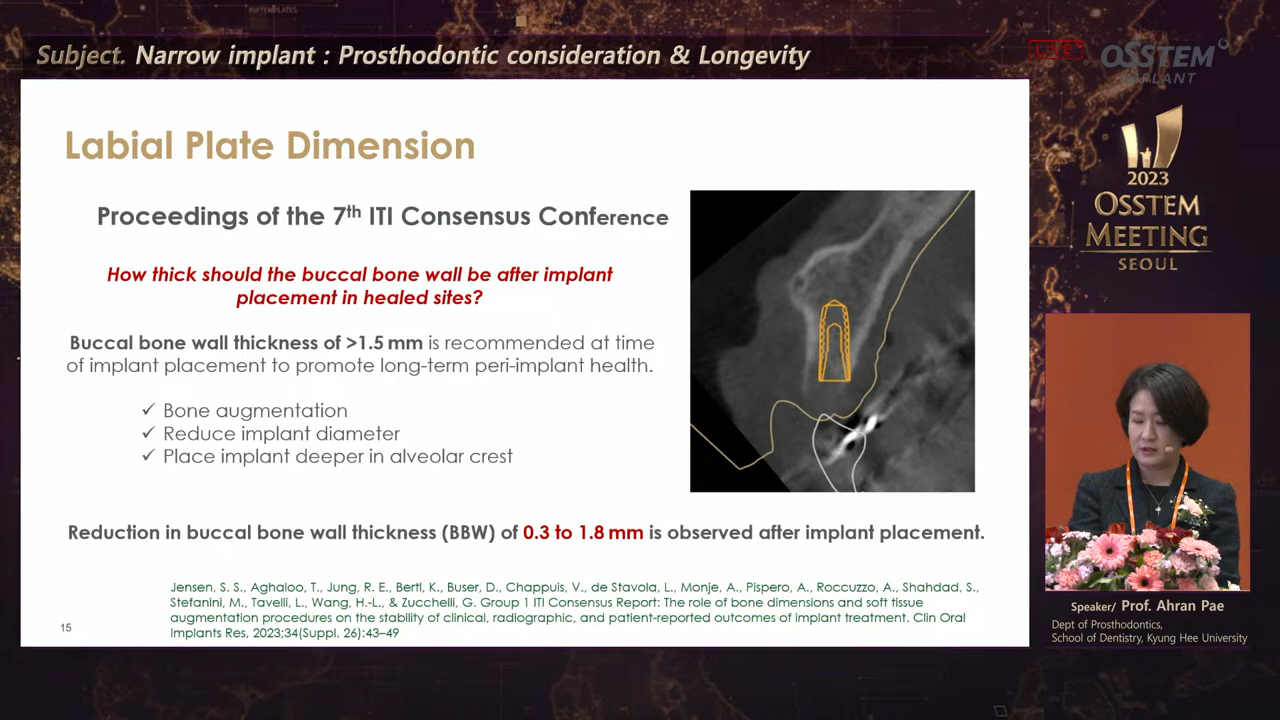 RWTEMPLATES
Subject. Narrow implant : Prosthodontic consideration & Longevity
LIVE
OSSTEM
IMPLANT
Labial Plate Dimension
Proceedings of the 7th ITI Consensus Conference
How thick should the buccal bone wall be after implant
placement in healed sites?
Buccal bone wall thickness of >1.5 mm is recommended at time
of implant placement to promote long-term peri-implant health.
✓ Bone augmentation
✓ Reduce implant diameter
✓ Place implant deeper in alveolar crest
Reduction in buccal bone wall thickness (BBW) of 0.3 to 1.8 mm is observed after implant placement.
Jensen, S. S., Aghaloo, T., Jung, R. E., Bertl, K., Buser, D., Chappuis, V., de Stavola, L., Monje, A., Pispero, A., Roccuzzo, A., Shahdad, S.,
Stefanini, M., Tavelli, L., Wang, H.-L., & Zucchelli, G. Group 1 ITI Consensus Report: The role of bone dimensions and soft tissue
augmentation procedures on the stability of clinical, radiographic, and patient-reported outcomes of implant treatment. Clin Oral
Implants Res, 2023;34(Suppl. 26):43–49
15
2023
OSSTEM
MEETING
SEOUL
Speaker/ Prof. Ahran Pae
Dept of Prosthodontics,
School of Dentistry, Kyung Hee University